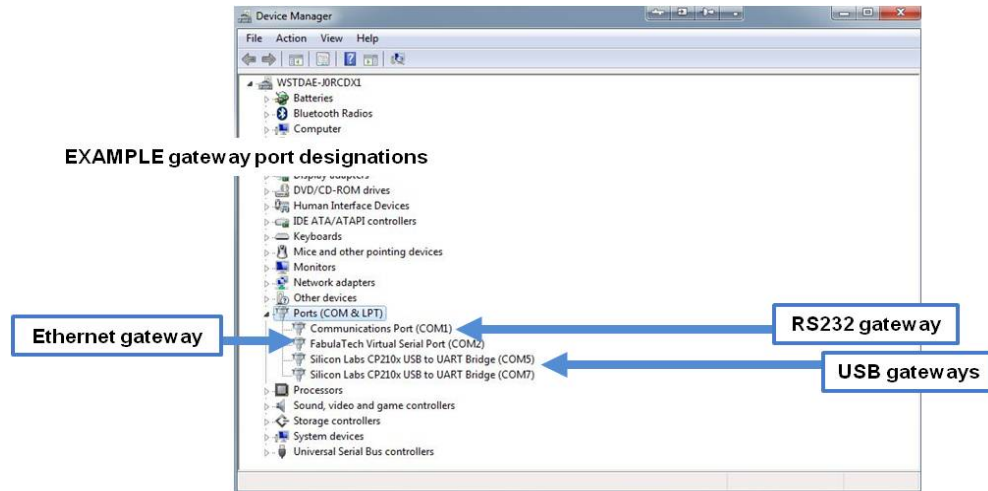 Device Manager
File Action View Help
WSTDAE-J0RCDX1
Batteries
Bluetooth Radios
Computer
EXAMPLE gateway port designations
Display adapters
DVD/CD-ROM drives
Human Interface Devices
IDE ATA/ATAPI controllers
Keyboards
Mice and other pointing devices
Monitors
Network adapters
Other devices
Ports (COM & LPT)
Communications Port (COM1)
RS232 gateway
Ethernet gateway
FabulaTech Virtual Serial Port (COM2)
Silicon Labs CP210x USB to UART Bridge (COM5)
Silicon Labs CP210x USB to UART Bridge (COM7)
USB gateways
Processors
Sound, video and game controllers
Storage controllers
System devices
Universal Serial Bus controllers